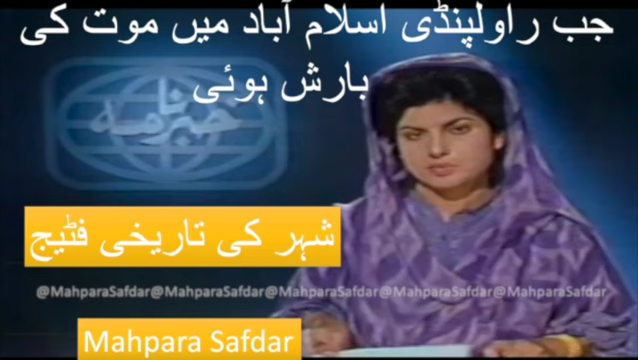 جب راولپنڈی اسلام آباد میں موت کی
بارش ہوئی
خبرنامہ
شہر کی تاریخی فٹیج
@MahparaSafdar@MahparaSafdar@MahparaSafdar@MahparaSafdar@MahparaSafdar
Mahpara Safdar